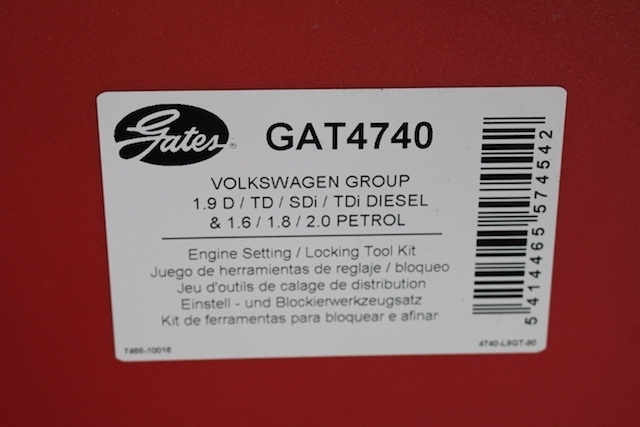 Gates®
GAT4740
VOLKSWAGEN GROUP
1.9 D / TD / SDi / TDi DIESEL
& 1.6 / 1.8 / 2.0 PETROL
Engine Setting / Locking Tool Kit
Juego de herramientas de reglaje / bloqueo
Jeu d'outils de calage de distribution
Einstell - und Blockierwerkzeugsatz
Kit de ferramentas para bloquear e afinar
7468-10016
4740-L9GT-80
5 414465 574542